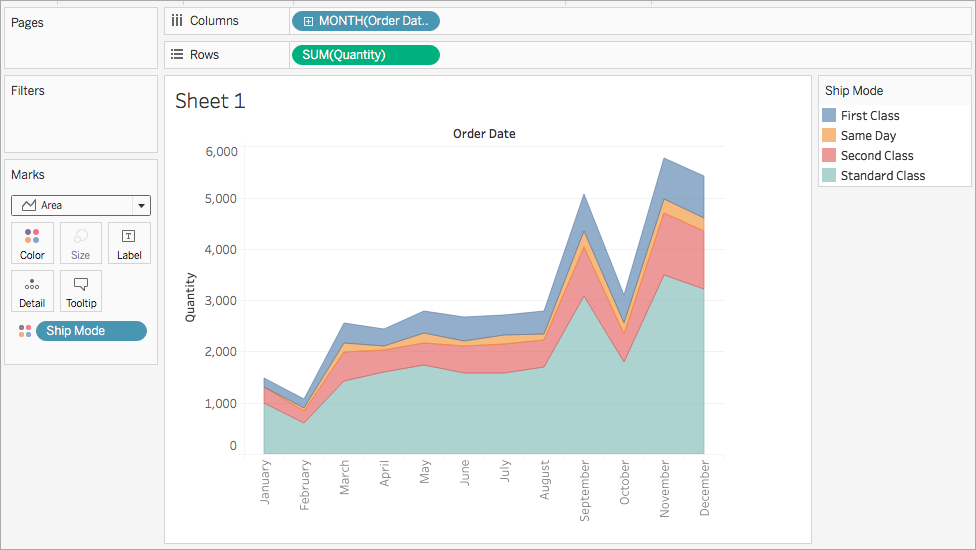 Pages
Columns
MONTH(Order Dat..
Rows
SUM(Quantity)
Filters
Marks
Area
Color
Size
Label
Detail
Tooltip
Ship Mode
Sheet 1
Order Date
Quantity
6,000
5,000
4,000
3,000
2,000
1,000
0
January
February
March
April
May
June
July
August
September
October
November
December
Ship Mode
First Class
Same Day
Second Class
Standard Class